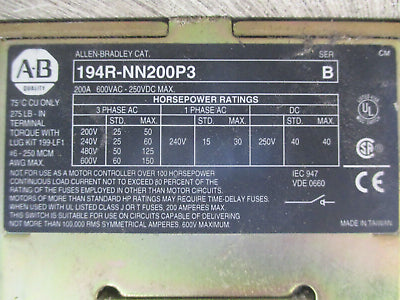 ALLEN-BRADLEY CAT. SER CM
A·B
QUALITY
194R-NN200P3 B
200A 600VAC - 250VDC MAX.
75°C CU ONLY
275 LB - IN
TERMINAL
TORQUE WITH
LUG KIT 199-LF1
#6 - 250 MCM
AWG MAX.
HORSEPOWER RATINGS
3 PHASE AC 1 PHASE AC DC
STD. MAX. STD. MAX. STD. MAX.
200V 25 50
240V 25 60 240V 15 30 250V 40 40
480V 50 125
600V 60 150
UL
LISTED
SA
NOT FOR USE AS A MOTOR CONTROLLER OVER 100 HORSEPOWER
CONTINUOUS LOAD CURRENT NOT TO EXCEED 80 PERCENT OF THE
RATING OF THE FUSES EMPLOYED IN OTHER THAN MOTOR CIRCUITS.
MOTORS OF MORE THAN STANDARD HP RATINGS MAY REQUIRE TIME-DELAY FUSES.
WHEN USED WITH UL LISTED CLASS J OR T FUSES, 200 AMPERES MAX.
THIS SWITCH IS SUITABLE FOR USE ON CIRCUITS CAPABLE OF DELIVERING
NOT MORE THAN 100,000 RMS SYMMETRICAL AMPERES. 600V MAXIMUM.
IEC 947
VDE 0660
CE
MADE IN TAIWAN